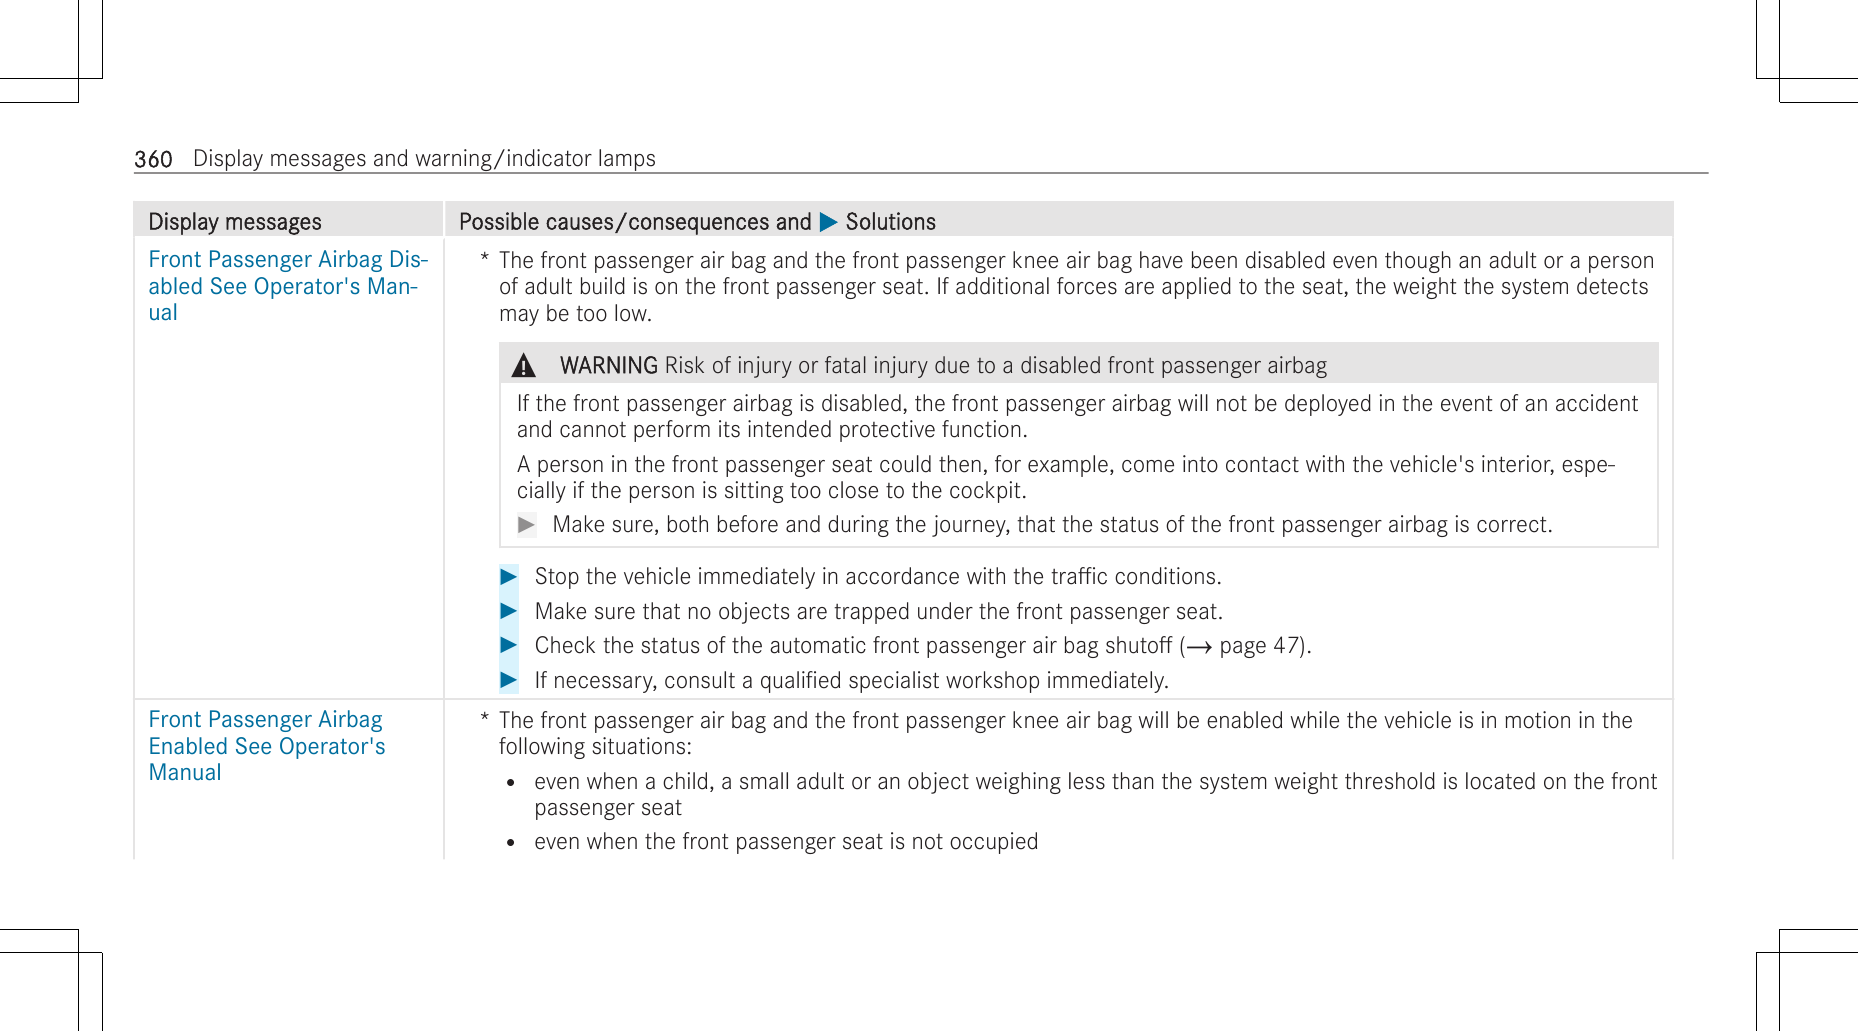 360 Display messages and warning/indicator lamps
Display messages
Possible causes/consequences and ▶ Solutions
Front Passenger Airbag Dis-
abled See Operator's Man-
ual
* The front passenger air bag and the front passenger knee air bag have been disabled even though an adult or a person
of adult build is on the front passenger seat. If additional forces are applied to the seat, the weight the system detects
may be too low.
WARNING Risk of injury or fatal injury due to a disabled front passenger airbag
If the front passenger airbag is disabled, the front passenger airbag will not be deployed in the event of an accident
and cannot perform its intended protective function.
A person in the front passenger seat could then, for example, come into contact with the vehicle's interior, espe-
cially if the person is sitting too close to the cockpit.
▶ Make sure, both before and during the journey, that the status of the front passenger airbag is correct.
▶ Stop the vehicle immediately in accordance with the traffic conditions.
▶ Make sure that no objects are trapped under the front passenger seat.
▶ Check the status of the automatic front passenger air bag shutoff (→ page 47).
▶ If necessary, consult a qualified specialist workshop immediately.
Front Passenger Airbag
Enabled See Operator's
Manual
* The front passenger air bag and the front passenger knee air bag will be enabled while the vehicle is in motion in the
following situations:
• even when a child, a small adult or an object weighing less than the system weight threshold is located on the front
passenger seat
• even when the front passenger seat is not occupied